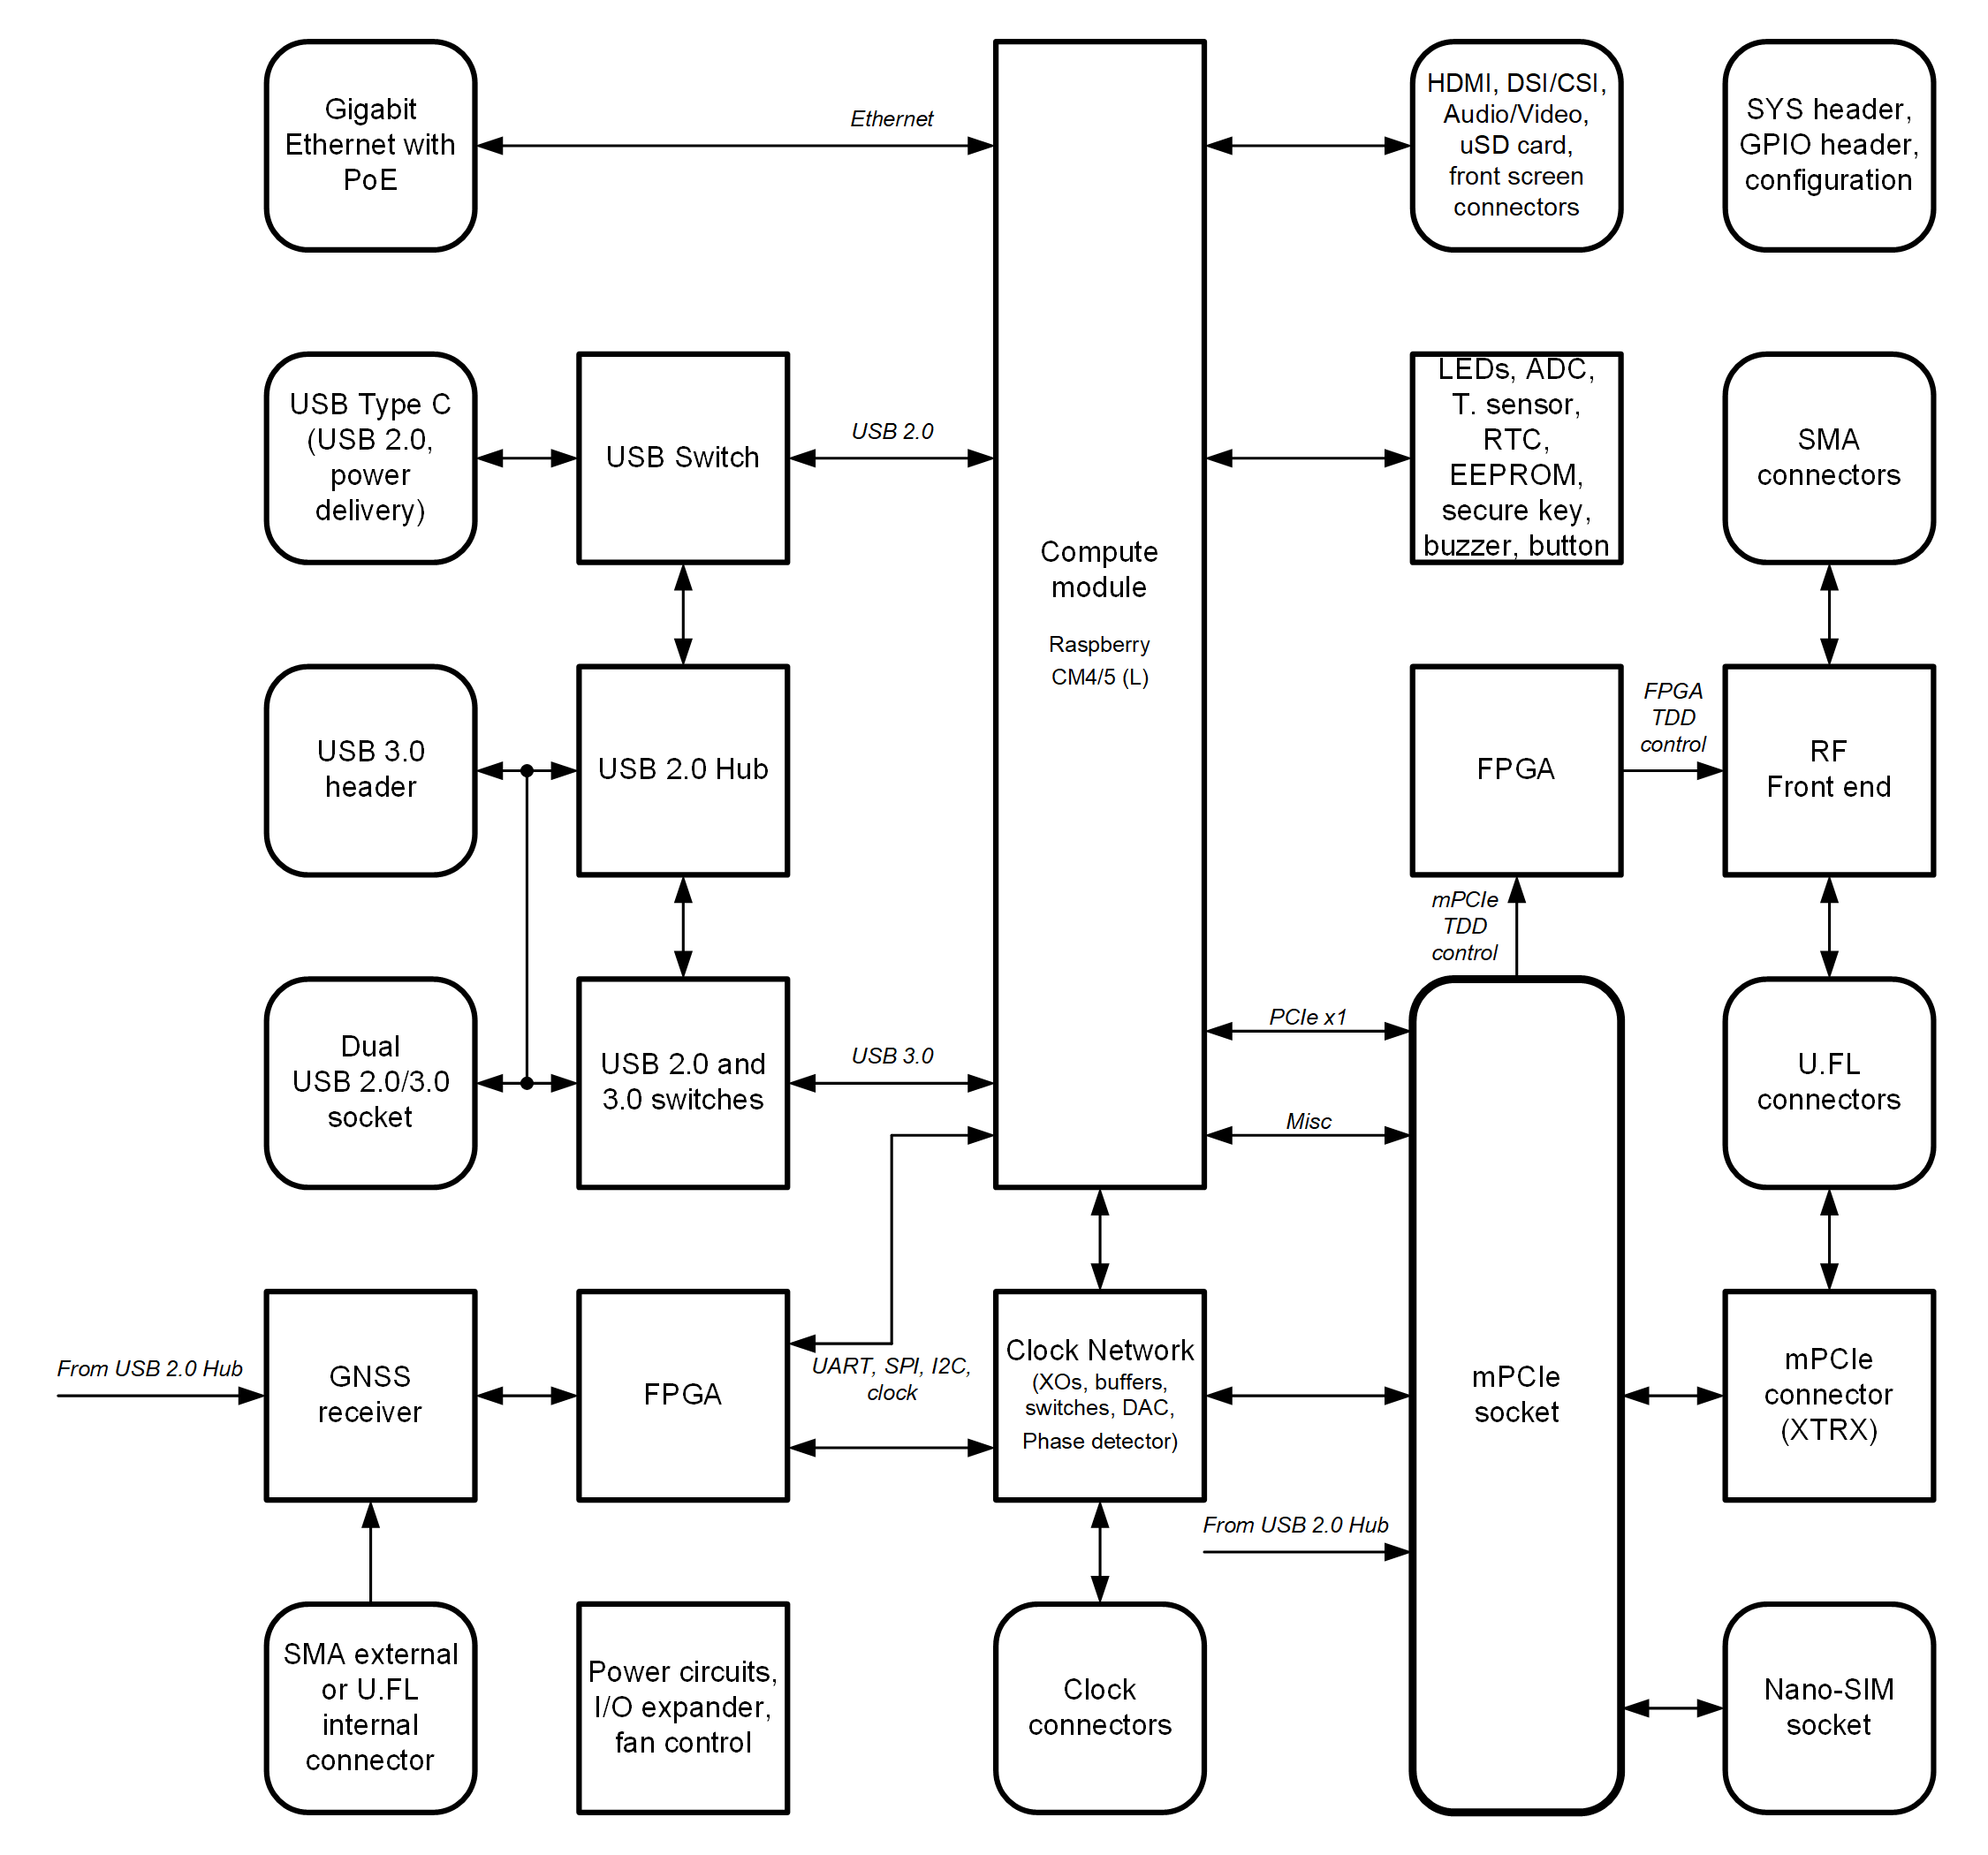 Gigabit
Ethernet with
PoE
Ethernet
HDMI, DSI/CSI,
Audio/Video,
uSD card,
front screen
connectors
SYS header,
GPIO header,
configuration
USB Type C
(USB 2.0,
power
delivery)
USB Switch
USB 2.0
Compute
module
Raspberry
CM4/5 (L)
LEDs, ADC,
T. sensor,
RTC,
EEPROM,
secure key,
buzzer, button
SMA
connectors
USB 3.0
header
USB 2.0 Hub
FPGA
FPGA
TDD
control
RF
Front end
mPCIe
TDD
control
Dual
USB 2.0/3.0
socket
USB 2.0 and
3.0 switches
USB 3.0
PCIe x1
Misc
U.FL
connectors
From USB 2.0 Hub
GNSS
receiver
FPGA
UART, SPI, I2C,
clock
Clock Network
(XOs, buffers,
switches, DAC,
Phase detector)
mPCIe
socket
mPCIe
connector
(XTRX)
From USB 2.0 Hub
SMA external
or U.FL
internal
connector
Power circuits,
I/O expander,
fan control
Clock
connectors
Nano-SIM
socket